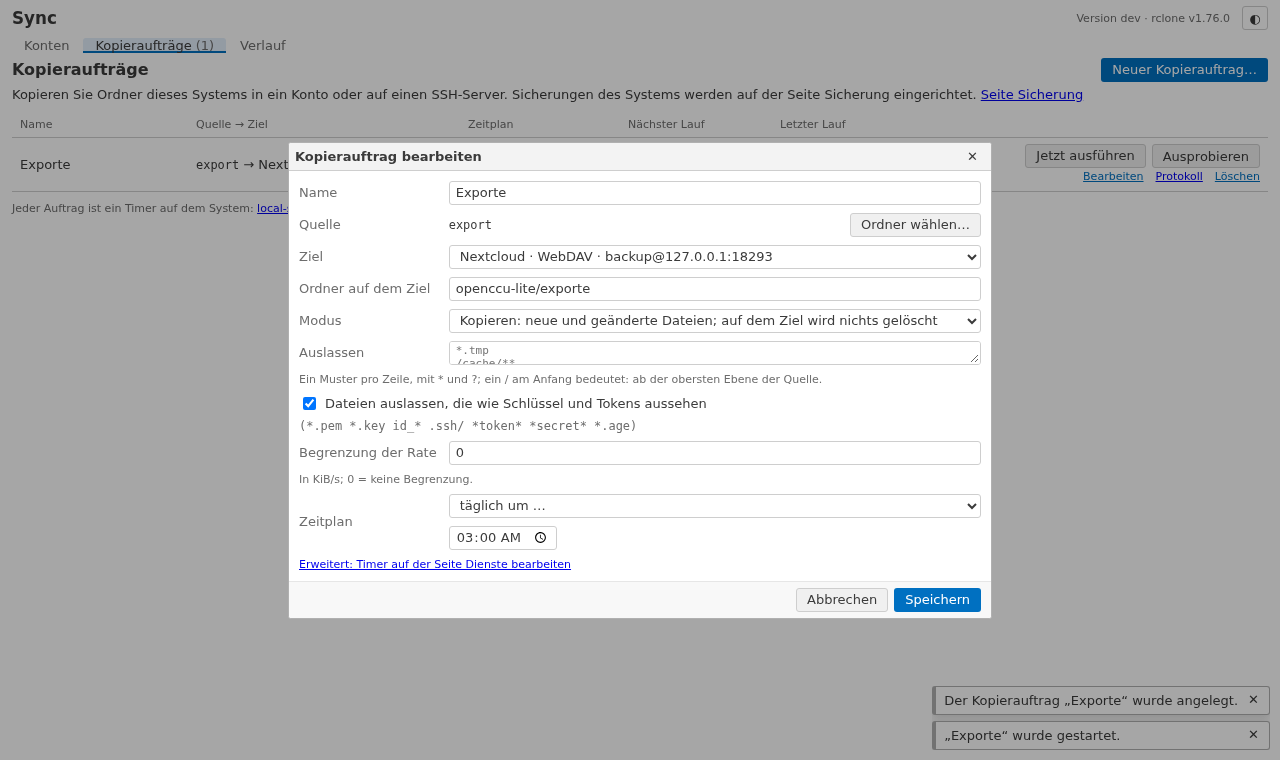 Sync
Version dev · rclone v1.76.0
Konten Kopieraufträge (1) Verlauf
Kopieraufträge
Neuer Kopierauftrag…
Kopieren Sie Ordner dieses Systems in ein Konto oder auf einen SSH-Server. Sicherungen des Systems werden auf der Seite Sicherung eingerichtet. Seite Sicherung
Name Quelle → Ziel Zeitplan Nächster Lauf Letzter Lauf
Exporte export → Next
Jetzt ausführen Ausprobieren
Bearbeiten Protokoll Löschen
Jeder Auftrag ist ein Timer auf dem System:
Kopierauftrag bearbeiten ✕
Name Exporte
Quelle export Ordner wählen…
Ziel Nextcloud · WebDAV · backup@127.0.0.1:18293
Ordner auf dem Ziel openccu-lite/exporte
Modus Kopieren: neue und geänderte Dateien; auf dem Ziel wird nichts gelöscht
Auslassen *.tmp
/cache/**
Ein Muster pro Zeile, mit * und ?; ein / am Anfang bedeutet: ab der obersten Ebene der Quelle.
Dateien auslassen, die wie Schlüssel und Tokens aussehen
(*.pem *.key id_* .ssh/ *token* *secret* *.age)
Begrenzung der Rate 0
In KiB/s; 0 = keine Begrenzung.
Zeitplan täglich um …
03:00 AM
Erweitert: Timer auf der Seite Dienste bearbeiten
Abbrechen Speichern
Der Kopierauftrag „Exporte“ wurde angelegt. ✕
„Exporte“ wurde gestartet. ✕